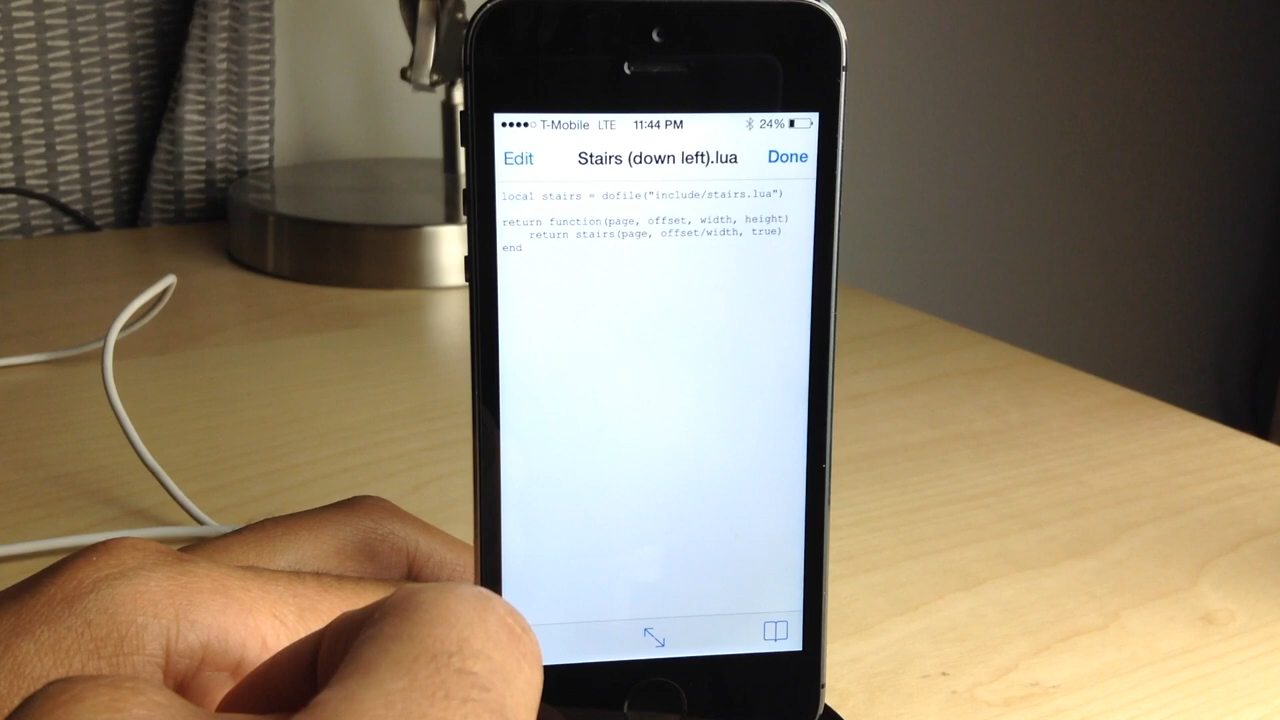 T-Mobile LTE 11:44 PM 24%
Edit Stairs (down left).lua Done
local stairs = dofile("include/stairs.lua")
return function(page, offset, width, height)
    return stairs(page, offset/width, true)
end